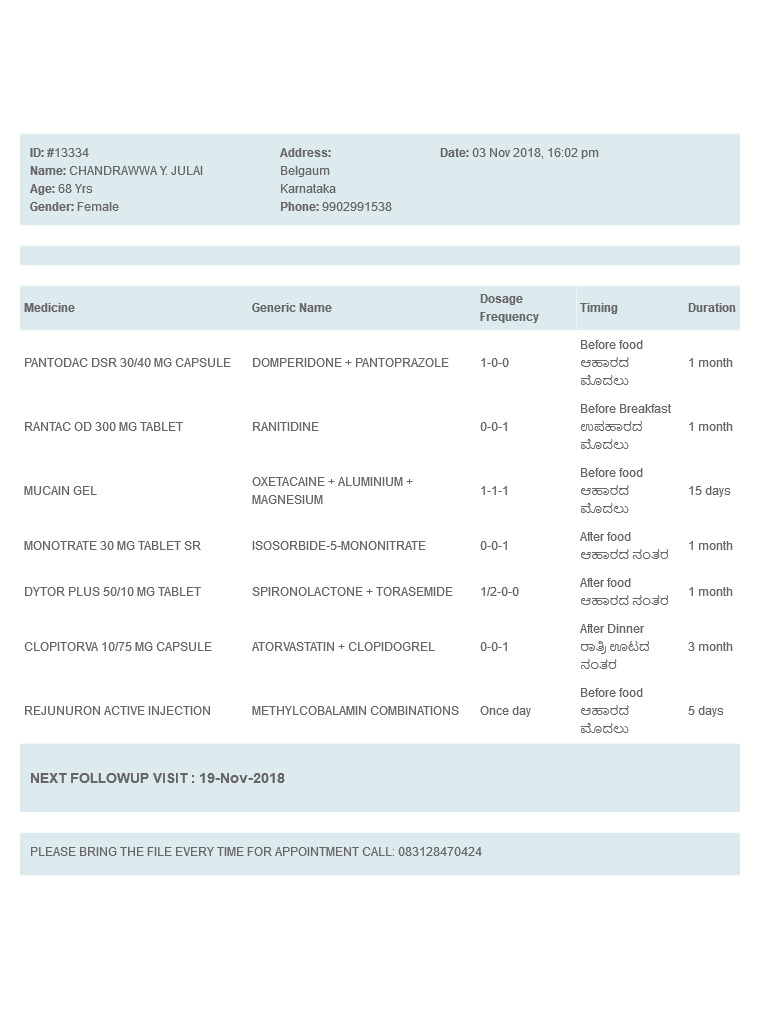 ID: #13334
Name: CHANDRAWWA Y. JULAI
Age: 68 Yrs
Gender: Female
Address:
Belgaum
Karnataka
Phone: 9902991538
Date: 03 Nov 2018, 16:02 pm
Medicine Generic Name Dosage Frequency Timing Duration
PANTODAC DSR 30/40 MG CAPSULE DOMPERIDONE + PANTOPRAZOLE 1-0-0 Before food 1 month
ಆಹಾರದ
ಮೊದಲು
RANTAC OD 300 MG TABLET RANITIDINE 0-0-1 Before Breakfast 1 month
ಉಪಹಾರದ
ಮೊದಲು
MUCAIN GEL OXETACAINE + ALUMINIUM + MAGNESIUM 1-1-1 Before food 15 days
ಆಹಾರದ
ಮೊದಲು
MONOTRATE 30 MG TABLET SR ISOSORBIDE-5-MONONITRATE 0-0-1 After food 1 month
ಆಹಾರದ ನಂತರ
DYTOR PLUS 50/10 MG TABLET SPIRONOLACTONE + TORASEMIDE 1/2-0-0 After food 1 month
ಆಹಾರದ ನಂತರ
CLOPITORVA 10/75 MG CAPSULE ATORVASTATIN + CLOPIDOGREL 0-0-1 After Dinner 3 month
ರಾತ್ರಿ ಊಟದ
ನಂತರ
REJUNURON ACTIVE INJECTION METHYLCOBALAMIN COMBINATIONS Once day Before food 5 days
ಆಹಾರದ
ಮೊದಲು
NEXT FOLLOWUP VISIT : 19-Nov-2018
PLEASE BRING THE FILE EVERY TIME FOR APPOINTMENT CALL: 083128470424